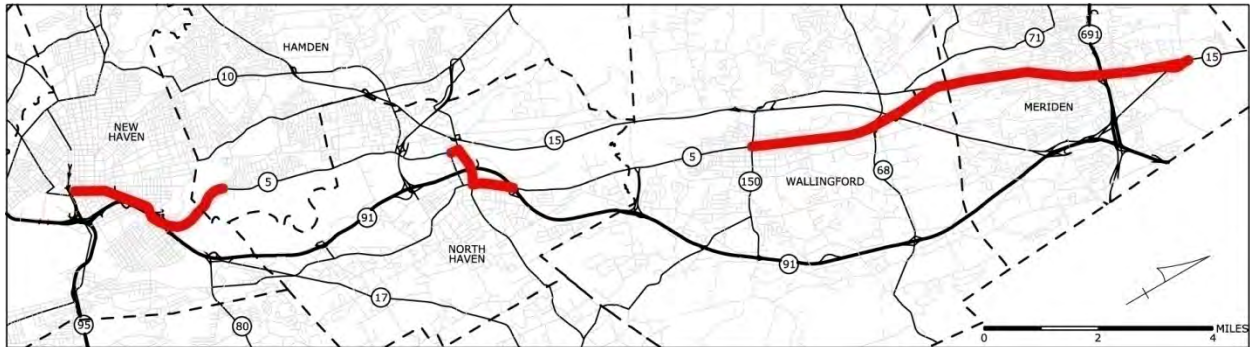 HAMDEN
10
NEW
HAVEN
5
15
91
5
NORTH
HAVEN
17
80
95
71
691
15
MERIDEN
150
WALLINGFORD
68
91
MILES
0 2 4